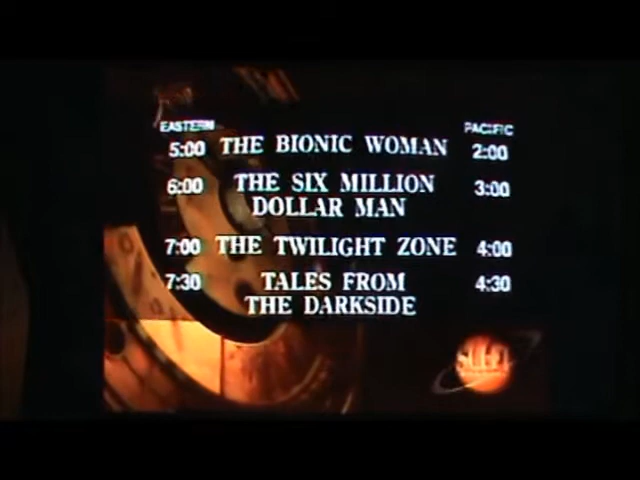 EASTERN PACIFIC
5:00 THE BIONIC WOMAN 2:00
6:00 THE SIX MILLION 3:00
DOLLAR MAN
7:00 THE TWILIGHT ZONE 4:00
7:30 TALES FROM 4:30
THE DARKSIDE